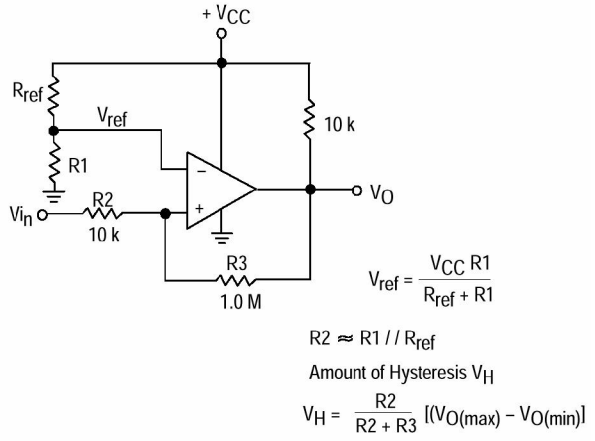 + VCC
Rref
Vref
10 k
R1
−
Vin
R2
+
VO
10 k
R3
1.0 M
Vref = VCC R1 / Rref + R1
R2 ≈ R1 / / Rref
Amount of Hysteresis VH
VH = R2 / R2 + R3 [(VO(max) − VO(min)]